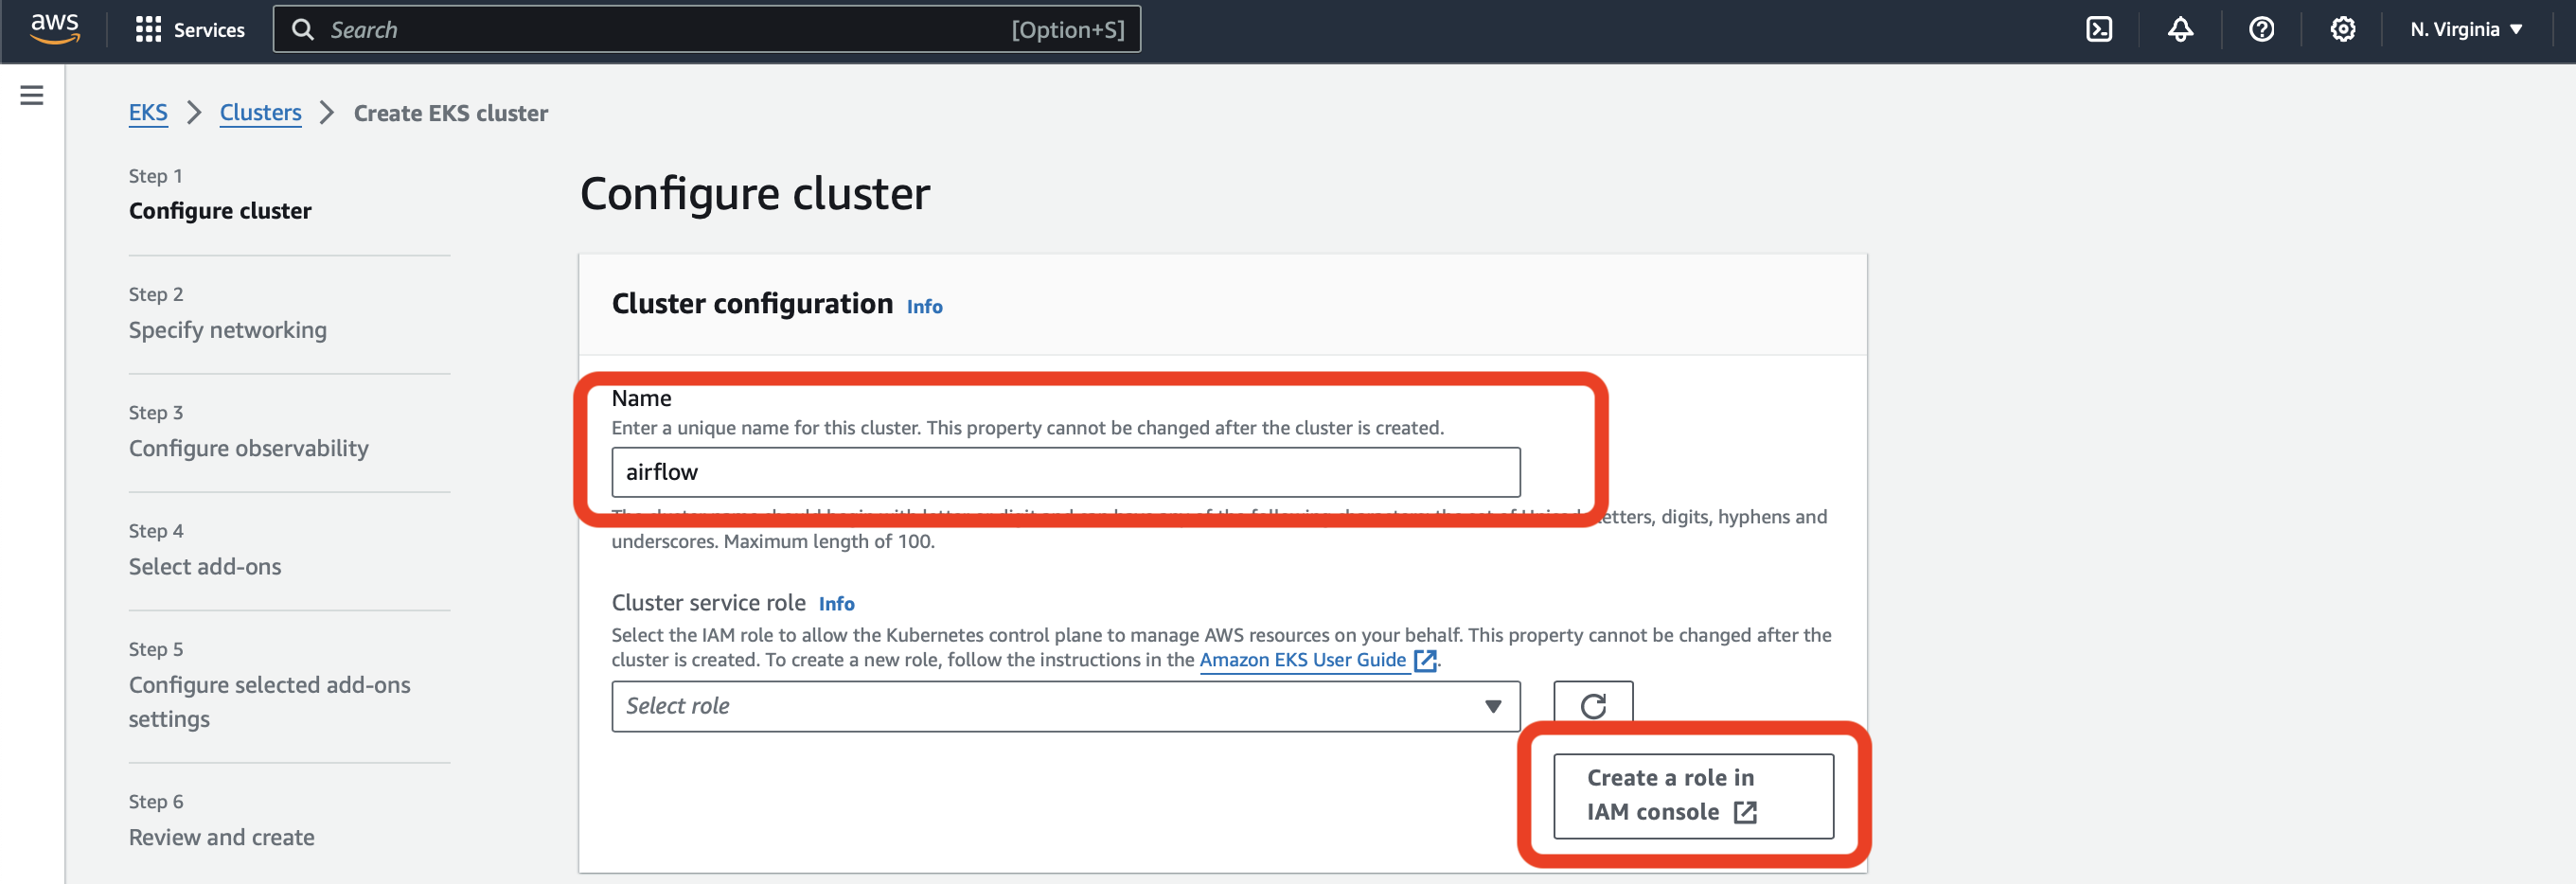 aws
Services
Search
[Option+S]
N. Virginia
EKS
Clusters
Create EKS cluster
Step 1
Configure cluster
Step 2
Specify networking
Step 3
Configure observability
Step 4
Select add-ons
Step 5
Configure selected add-ons
settings
Step 6
Review and create
Configure cluster
Cluster configuration Info
Name
Enter a unique name for this cluster. This property cannot be changed after the cluster is created.
airflow
letters, digits, hyphens and
underscores. Maximum length of 100.
Cluster service role Info
Select the IAM role to allow the Kubernetes control plane to manage AWS resources on your behalf. This property cannot be changed after the
cluster is created. To create a new role, follow the instructions in the Amazon EKS User Guide.
Select role
Create a role in
IAM console